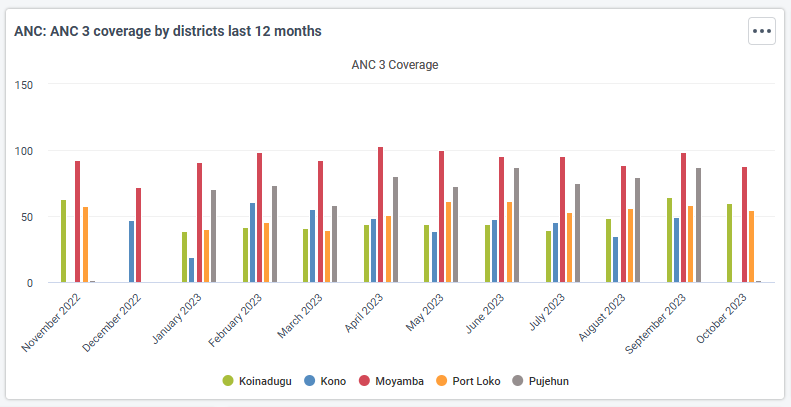 ANC: ANC 3 coverage by districts last 12 months
ANC 3 Coverage
150
100
50
0
November 2022
December 2022
January 2023
February 2023
March 2023
April 2023
May 2023
June 2023
July 2023
August 2023
September 2023
October 2023
Koinadugu Kono Moyamba Port Loko Pujehun